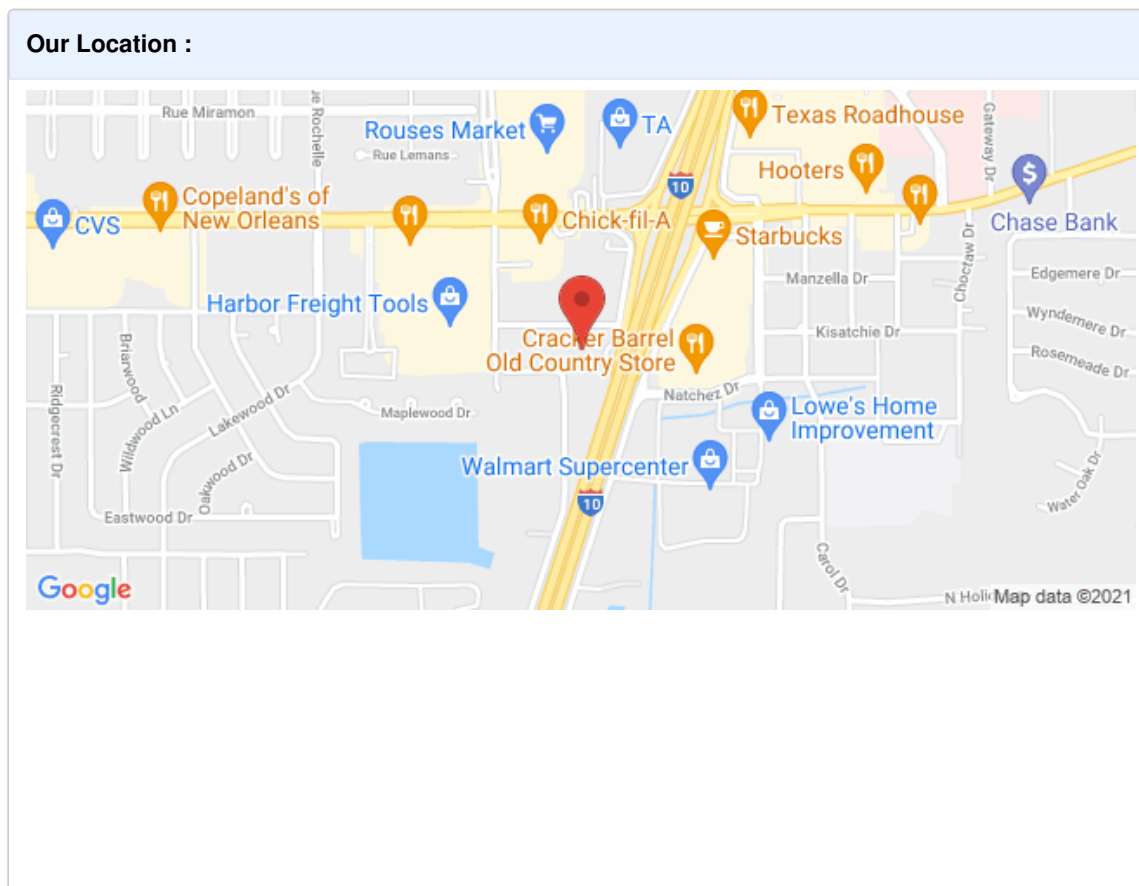 Our Location :
Rue Miramon
Rouses Market
TA
Texas Roadhouse
Gateway Dr
Rue Lemans
Hooters
10
Copeland's of
New Orleans
CVS
Chick-fil-A
Starbucks
Chase Bank
Choctaw Dr
Edgemere Dr
Manzella Dr
Harbor Freight Tools
Wyndemere Dr
Kisatchie Dr
Cracker Barrel
Old Country Store
Rosemeade Dr
Briarwood
Natchez Dr
Ridgecrest Dr
Wildwood Ln
Lakewood Dr
Maplewood Dr
Lowe's Home
Improvement
Oakwood Dr
Walmart Supercenter
Water Oak Dr
10
Eastwood Dr
Carol Dr
Google
N
Map data ©2021